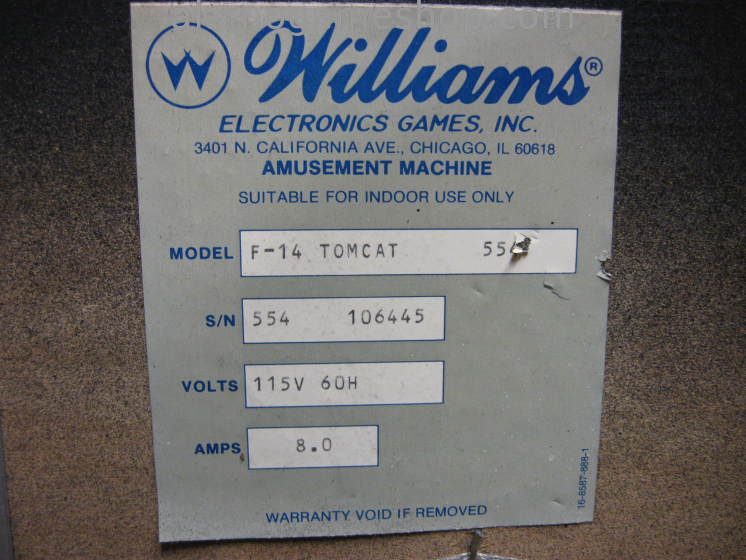 W Williams®
ELECTRONICS GAMES, INC.
3401 N. CALIFORNIA AVE., CHICAGO, IL 60618
AMUSEMENT MACHINE
SUITABLE FOR INDOOR USE ONLY
MODEL F-14 TOMCAT
S/N 554 106445
VOLTS 115V 60H
AMPS 8.0
16-8587-888-1
WARRANTY VOID IF REMOVED